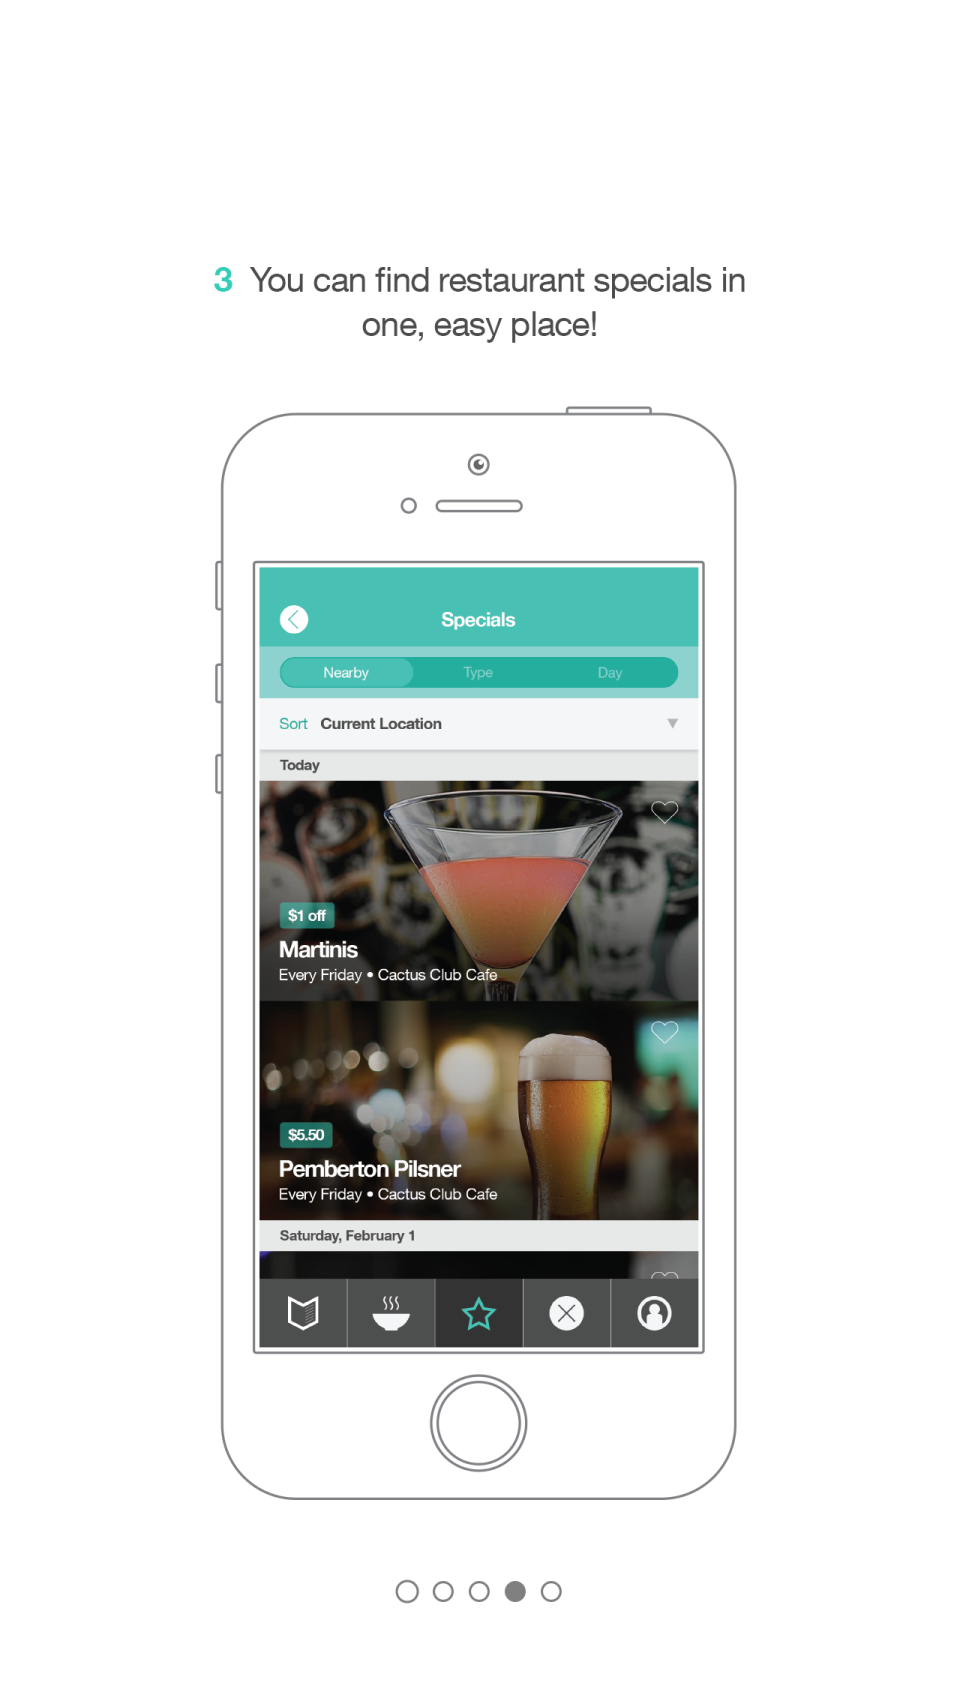 3 You can find restaurant specials in
one, easy place!
Specials
Nearby Type Day
Sort Current Location
Today
$1 off
Martinis
Every Friday • Cactus Club Cafe
$5.50
Pemberton Pilsner
Every Friday • Cactus Club Cafe
Saturday, February 1